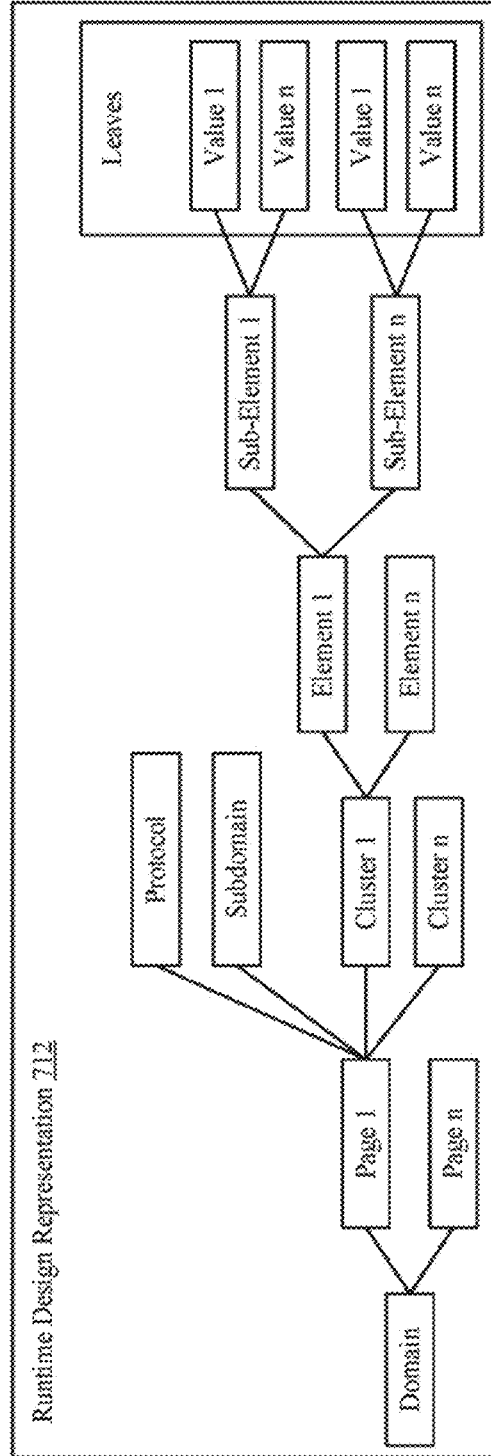 Runtime Design Representation 712
Domain
Page 1
Page n
Protocol
Subdomain
Cluster 1
Cluster n
Element 1
Element n
Sub-Element 1
Sub-Element n
Leaves
Value 1
Value n
Value 1
Value n